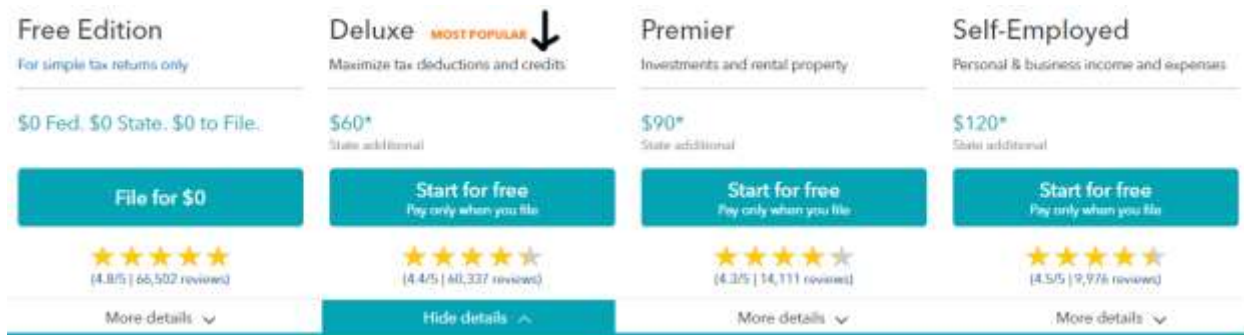 Free Edition
For simple tax returns only
$0 Fed. $0 State. $0 to File.
File for $0
(4.8/5 | 66,502 reviews)
More details
Deluxe MOST POPULAR
Maximize tax deductions and credits
$60*
State additional
Start for free
Pay only when you file
(4.4/5 | 60,337 reviews)
Hide details
Premier
Investments and rental property
$90*
State additional
Start for free
Pay only when you file
(4.3/5 | 14,111 reviews)
More details
Self-Employed
Personal & business income and expenses
$120*
State additional
Start for free
Pay only when you file
(4.5/5 | 9,976 reviews)
More details